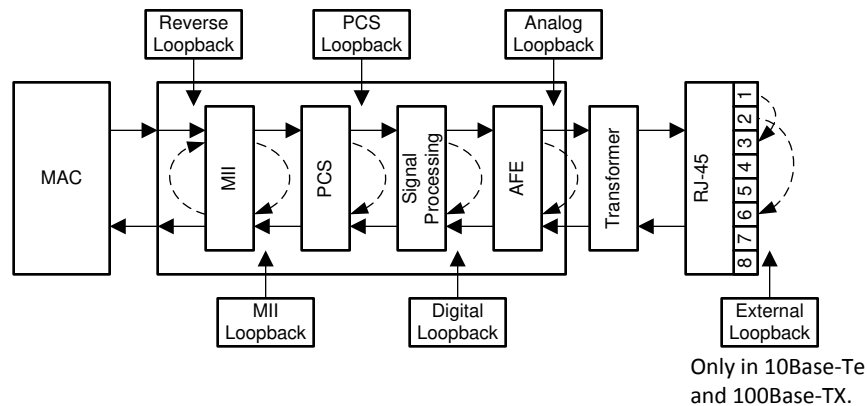 Reverse
Loopback
PCS
Loopback
Analog
Loopback
MAC
MII
PCS
Signal
Processing
AFE
Transformer
RJ-45
1
2
3
4
5
6
7
8
MII
Loopback
Digital
Loopback
External
Loopback
Only in 10Base-Te
and 100Base-TX.